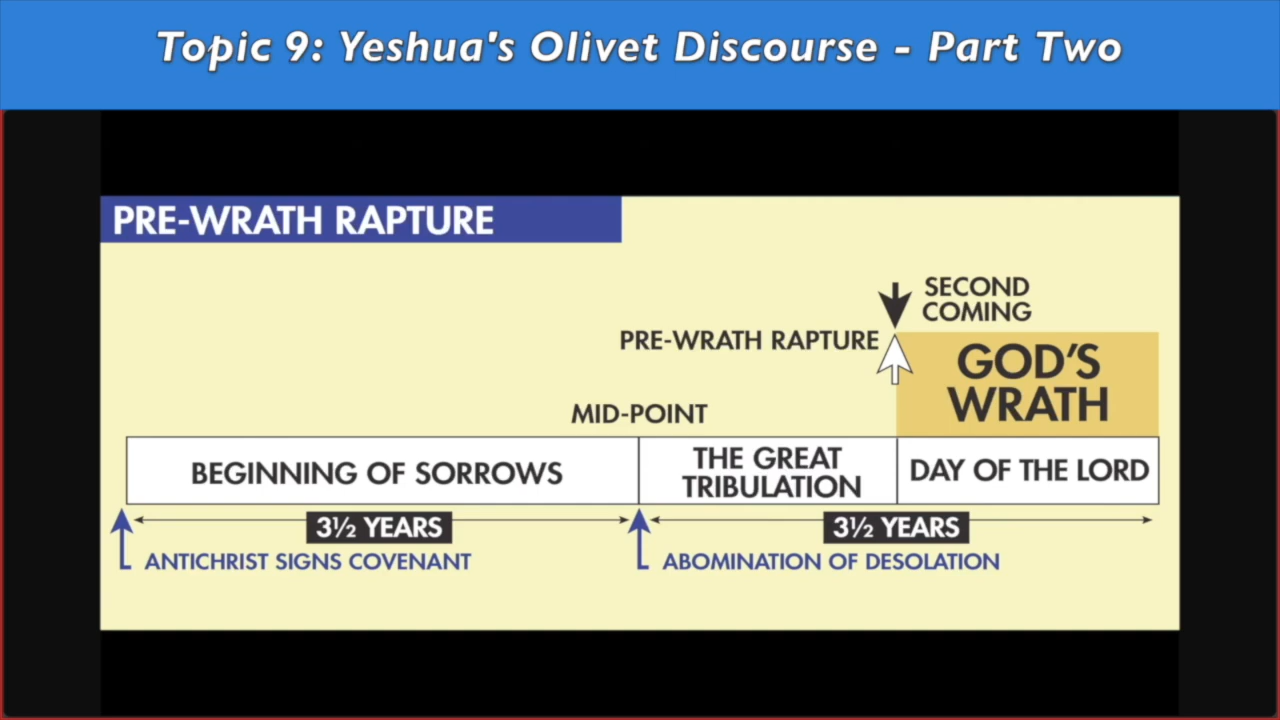 Topic 9: Yeshua's Olivet Discourse - Part Two
PRE-WRATH RAPTURE
SECOND
COMING
PRE-WRATH RAPTURE
GOD'S
WRATH
MID-POINT
BEGINNING OF SORROWS
THE GREAT
TRIBULATION
DAY OF THE LORD
3½ YEARS
3½ YEARS
ANTICHRIST SIGNS COVENANT
ABOMINATION OF DESOLATION